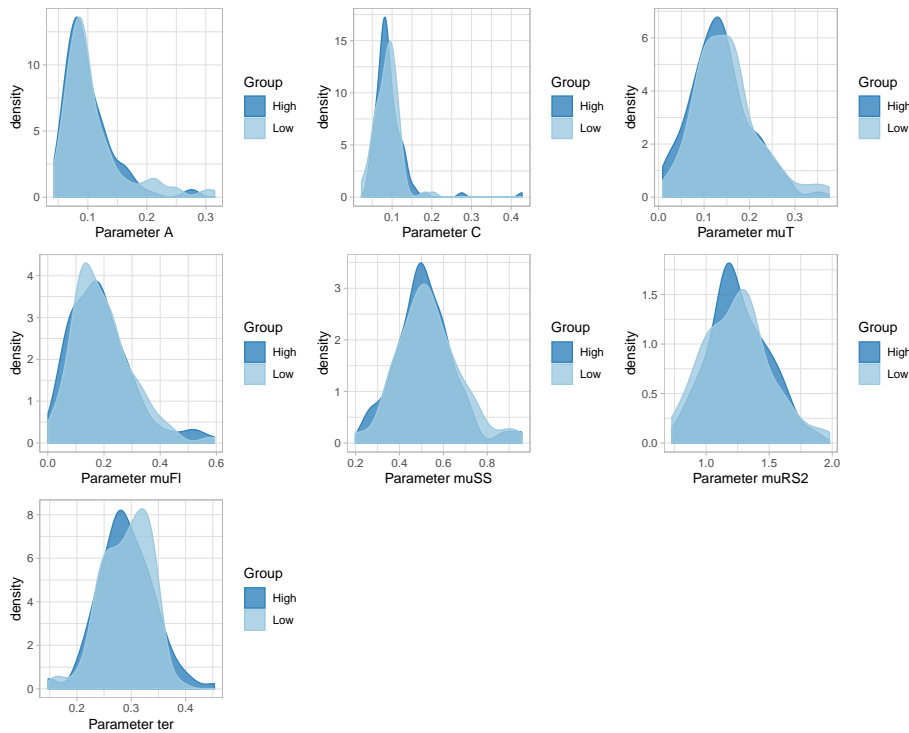 density
10
5
0
0.1 0.2 0.3
Parameter A
Group
High
Low
density
15
10
5
0
0.1 0.2 0.3 0.4
Parameter C
Group
High
Low
density
6
4
2
0
0.0 0.1 0.2 0.3
Parameter muT
Group
High
Low
density
4
3
2
1
0
0.0 0.2 0.4 0.6
Parameter muFI
Group
High
Low
density
3
2
1
0
0.2 0.4 0.6 0.8
Parameter muSS
Group
High
Low
density
1.5
1.0
0.5
0.0
1.0 1.5 2.0
Parameter muRS2
Group
High
Low
density
8
6
4
2
0
0.2 0.3 0.4
Parameter ter
Group
High
Low